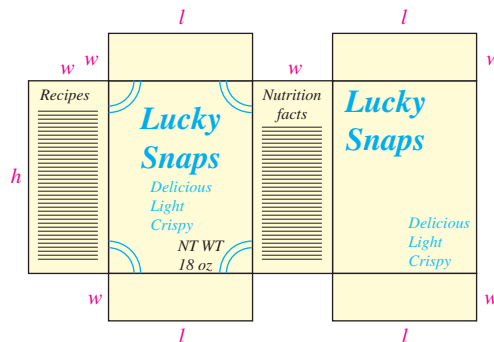 l
l
w
w
w
w
Recipes
Lucky
Snaps
Delicious
Light
Crispy
NT WT
18 oz
Nutrition
facts
Lucky
Snaps
Delicious
Light
Crispy
h
w
w
l
l